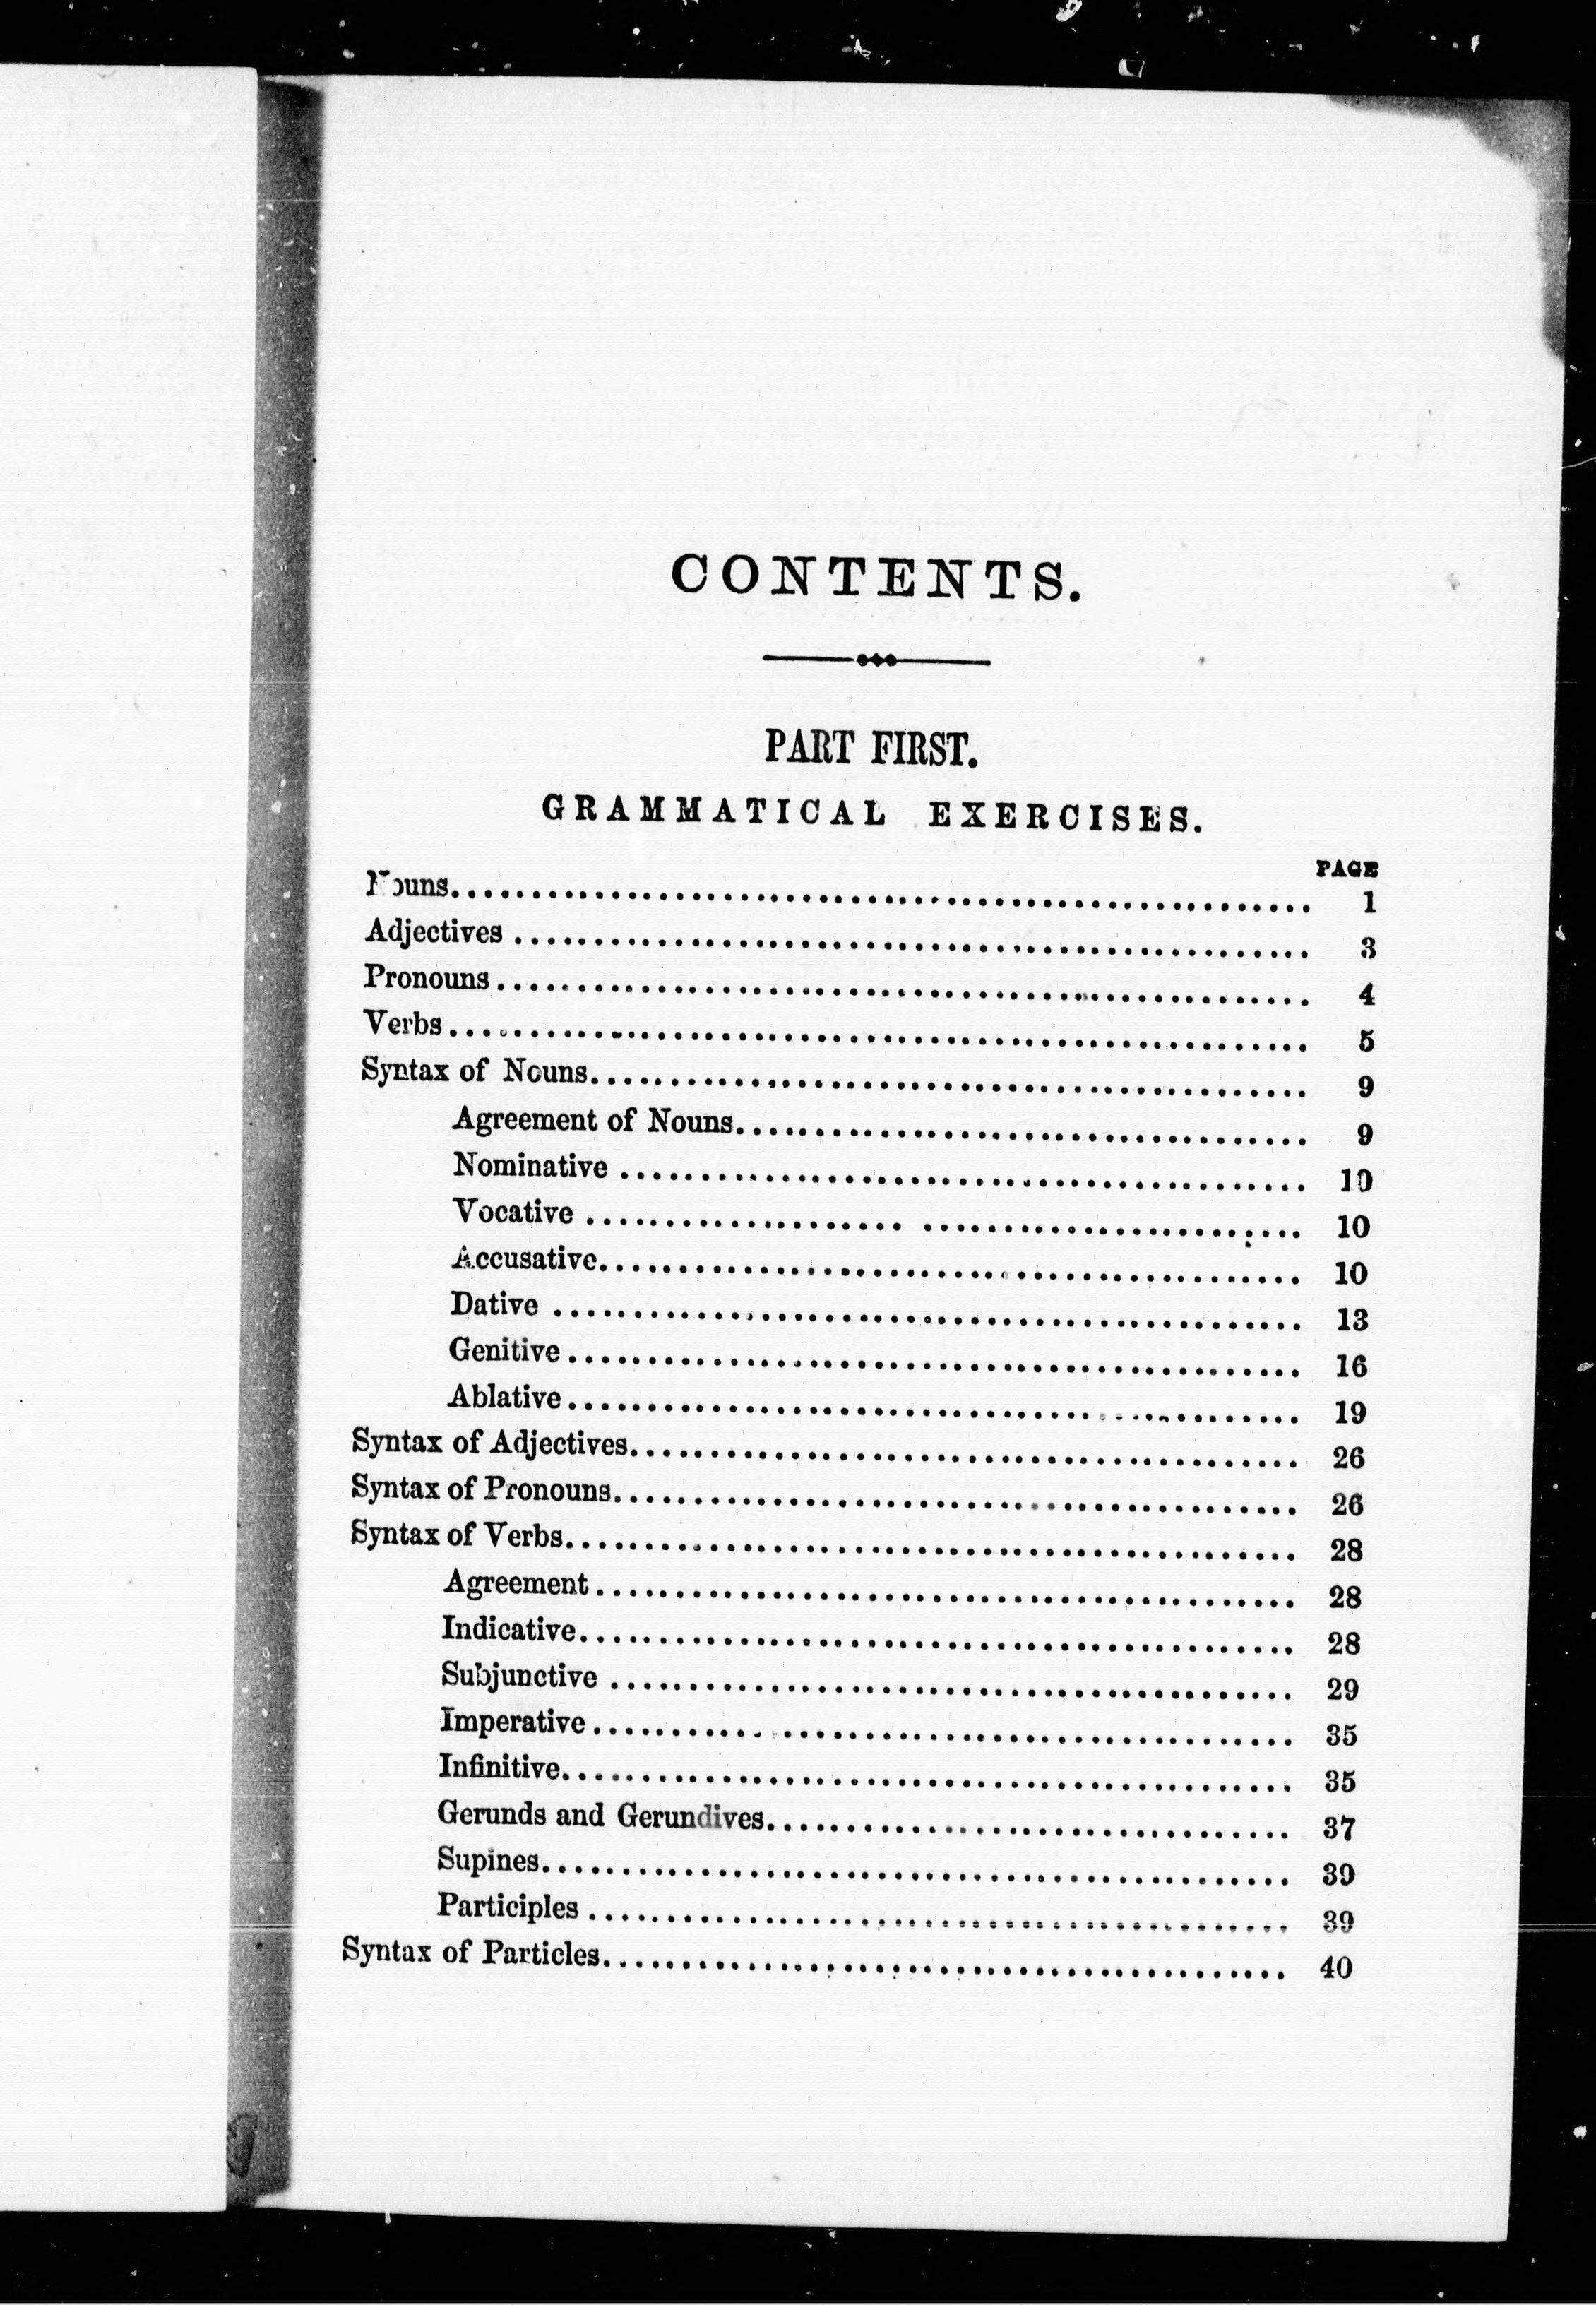 CONTENTS.
PART FIRST.
GRAMMATICAL EXERCISES.
PAGE
Nouns........................................................ 1
Adjectives .................................................. 3
Pronouns.................................................... 4
Verbs........................................................ 5
Syntax of Nouns............................................. 9
Agreement of Nouns.................................... 9
Nominative ........................................... 10
Vocative .................... ........................ 10
Accusative............................................ 10
Dative ............................................... 13
Genitive.............................................. 16
Ablative.............................................. 19
Syntax of Adjectives.......................................... 26
Syntax of Pronouns........................................... 26
Syntax of Verbs.............................................. 28
Agreement............................................ 28
Indicative............................................. 28
Subjunctive ........................................... 29
Imperative............................................ 35
Infinitive.............................................. 35
Gerunds and Gerundives................................. 37
Supines............................................... 39
Participles ............................................ 39
Syntax of Particles........................................... 40